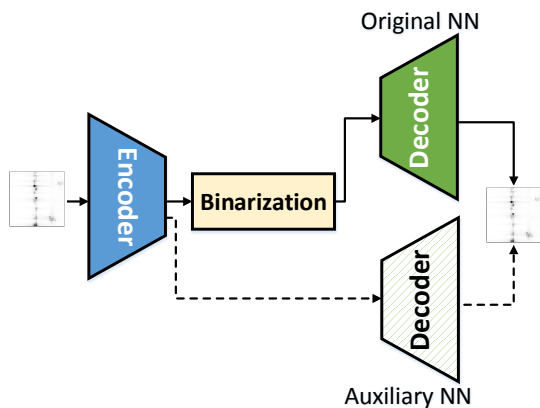 Original NN
Encoder
Binarization
Decoder
Decoder
Auxiliary NN